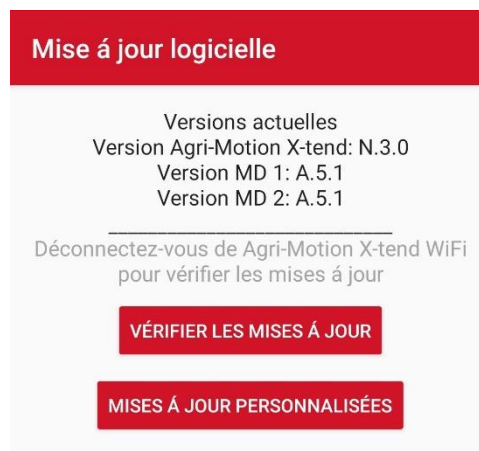 Mise á jour logicielle
Versions actuelles
Version Agri-Motion X-tend: N.3.0
Version MD 1: A.5.1
Version MD 2: A.5.1
Déconnectez-vous de Agri-Motion X-tend WiFi
pour vérifier les mises á jour
VÉRIFIER LES MISES Á JOUR
MISES Á JOUR PERSONNALISÉES